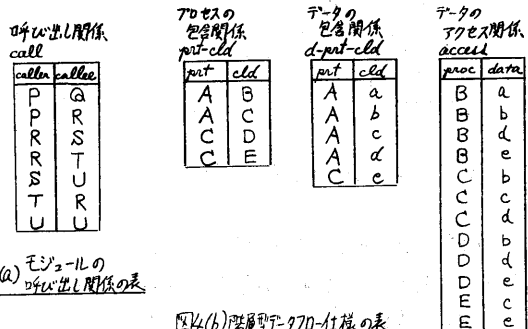 呼び出し関係
call
caller callee
P Q
P R
R S
R T
S U
T R
U U
(a) モジュールの
呼び出し関係の表
プロセスの
包含関係
prt-cld
prt cld
A B
A C
C D
C E
データの
包含関係
d-prt-cld
prt cld
A a
A b
A c
A d
C e
データの
アクセス関係
access
proc data
B a
B b
B d
B e
C b
C c
C d
D b
D d
D e
E c
E e
図4(b) 階層型データフロー仕様の表